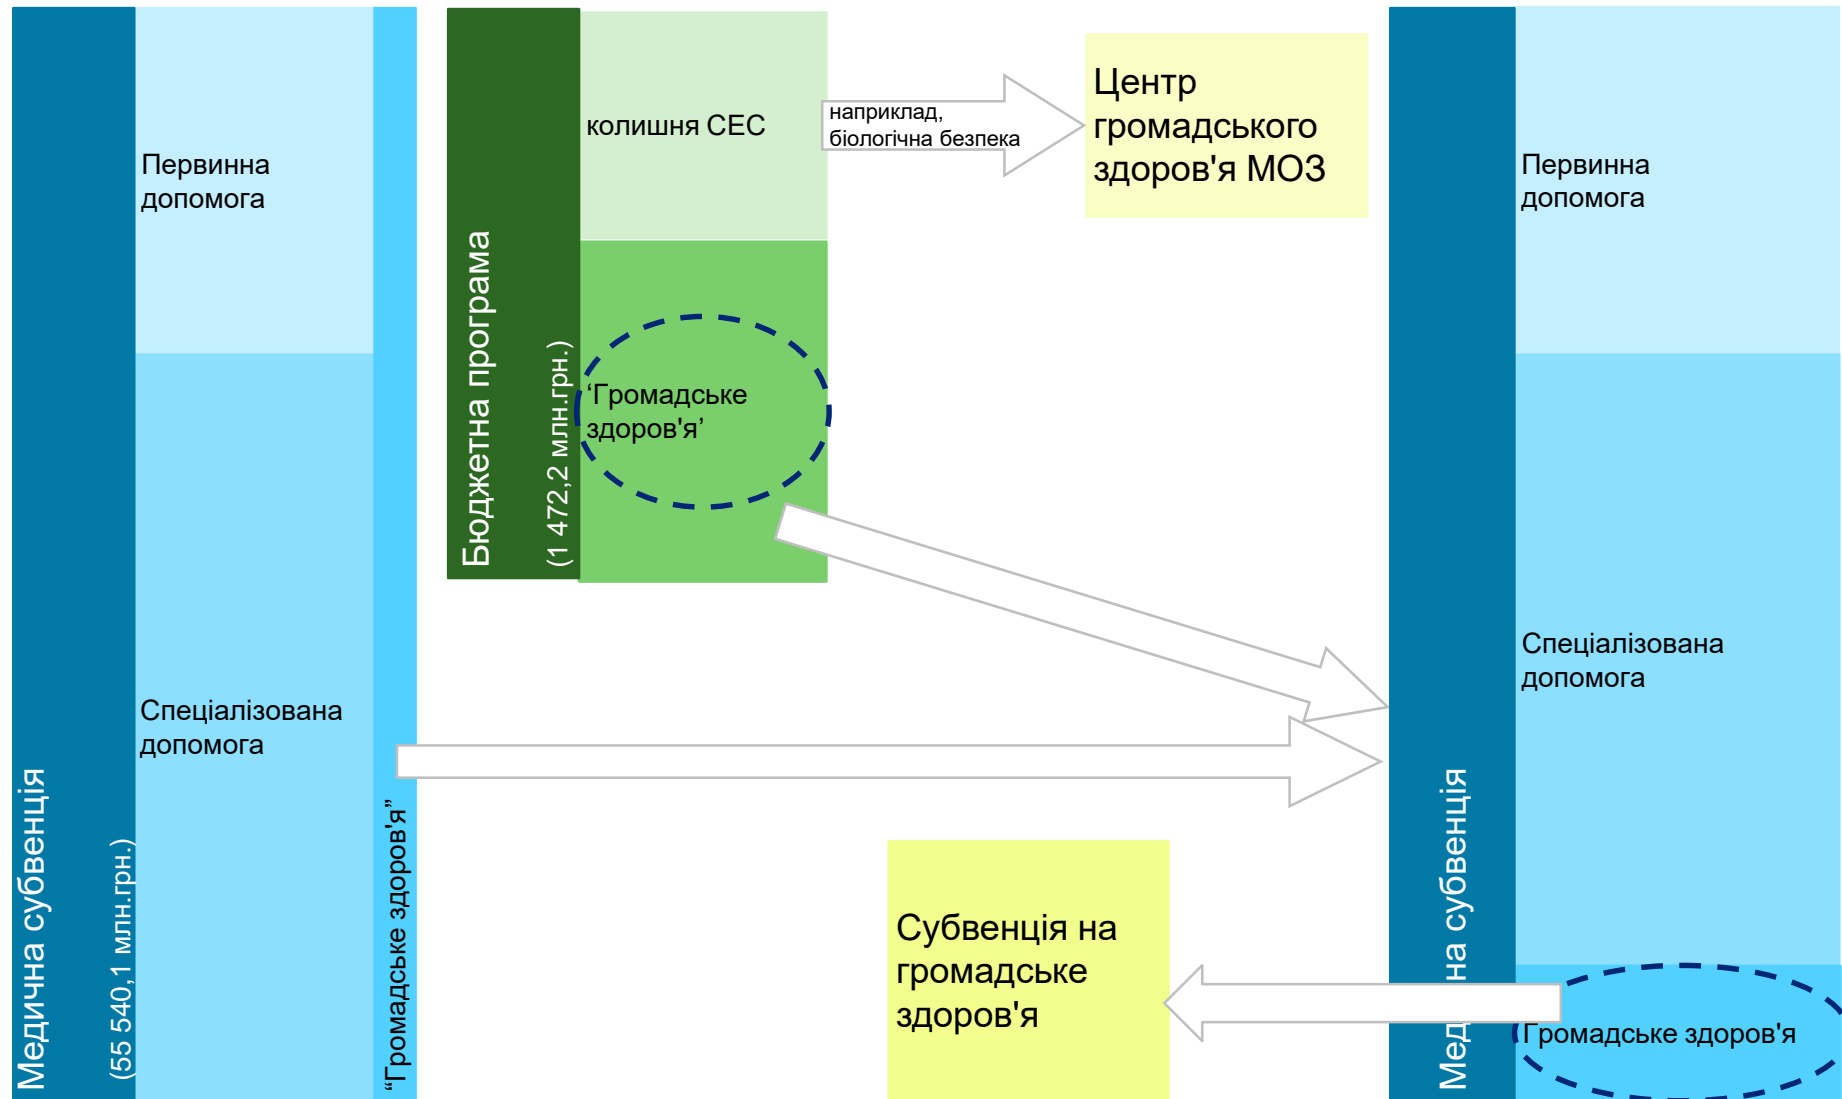 Медична субвенція
(55 540,1 млн.грн.)
Первинна
допомога
Спеціалізована
допомога
“Громадське здоров'я”
Бюджетна програма
(1 472,2 млн.грн.)
колишня СЕС
‘Громадське
здоров'я’
наприклад,
біологічна безпека
Центр
громадського
здоров'я МОЗ
Субвенція на
громадське
здоров'я
Медична субвенція
Первинна
допомога
Спеціалізована
допомога
Громадське здоров'я